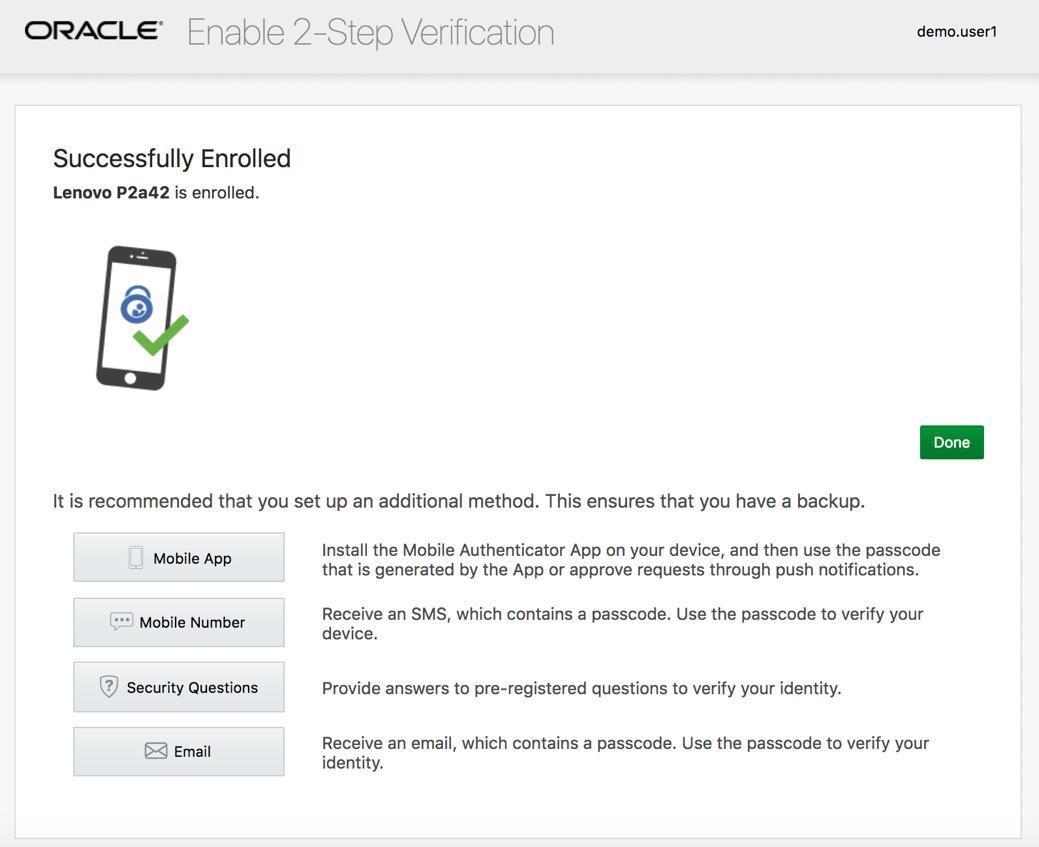 ORACLE® Enable 2-Step Verification
demo.user1
Successfully Enrolled
Lenovo P2a42 is enrolled.
Done
It is recommended that you set up an additional method. This ensures that you have a backup.
Mobile App
Install the Mobile Authenticator App on your device, and then use the passcode
that is generated by the App or approve requests through push notifications.
Mobile Number
Receive an SMS, which contains a passcode. Use the passcode to verify your
device.
Security Questions
Provide answers to pre-registered questions to verify your identity.
Email
Receive an email, which contains a passcode. Use the passcode to verify your
identity.